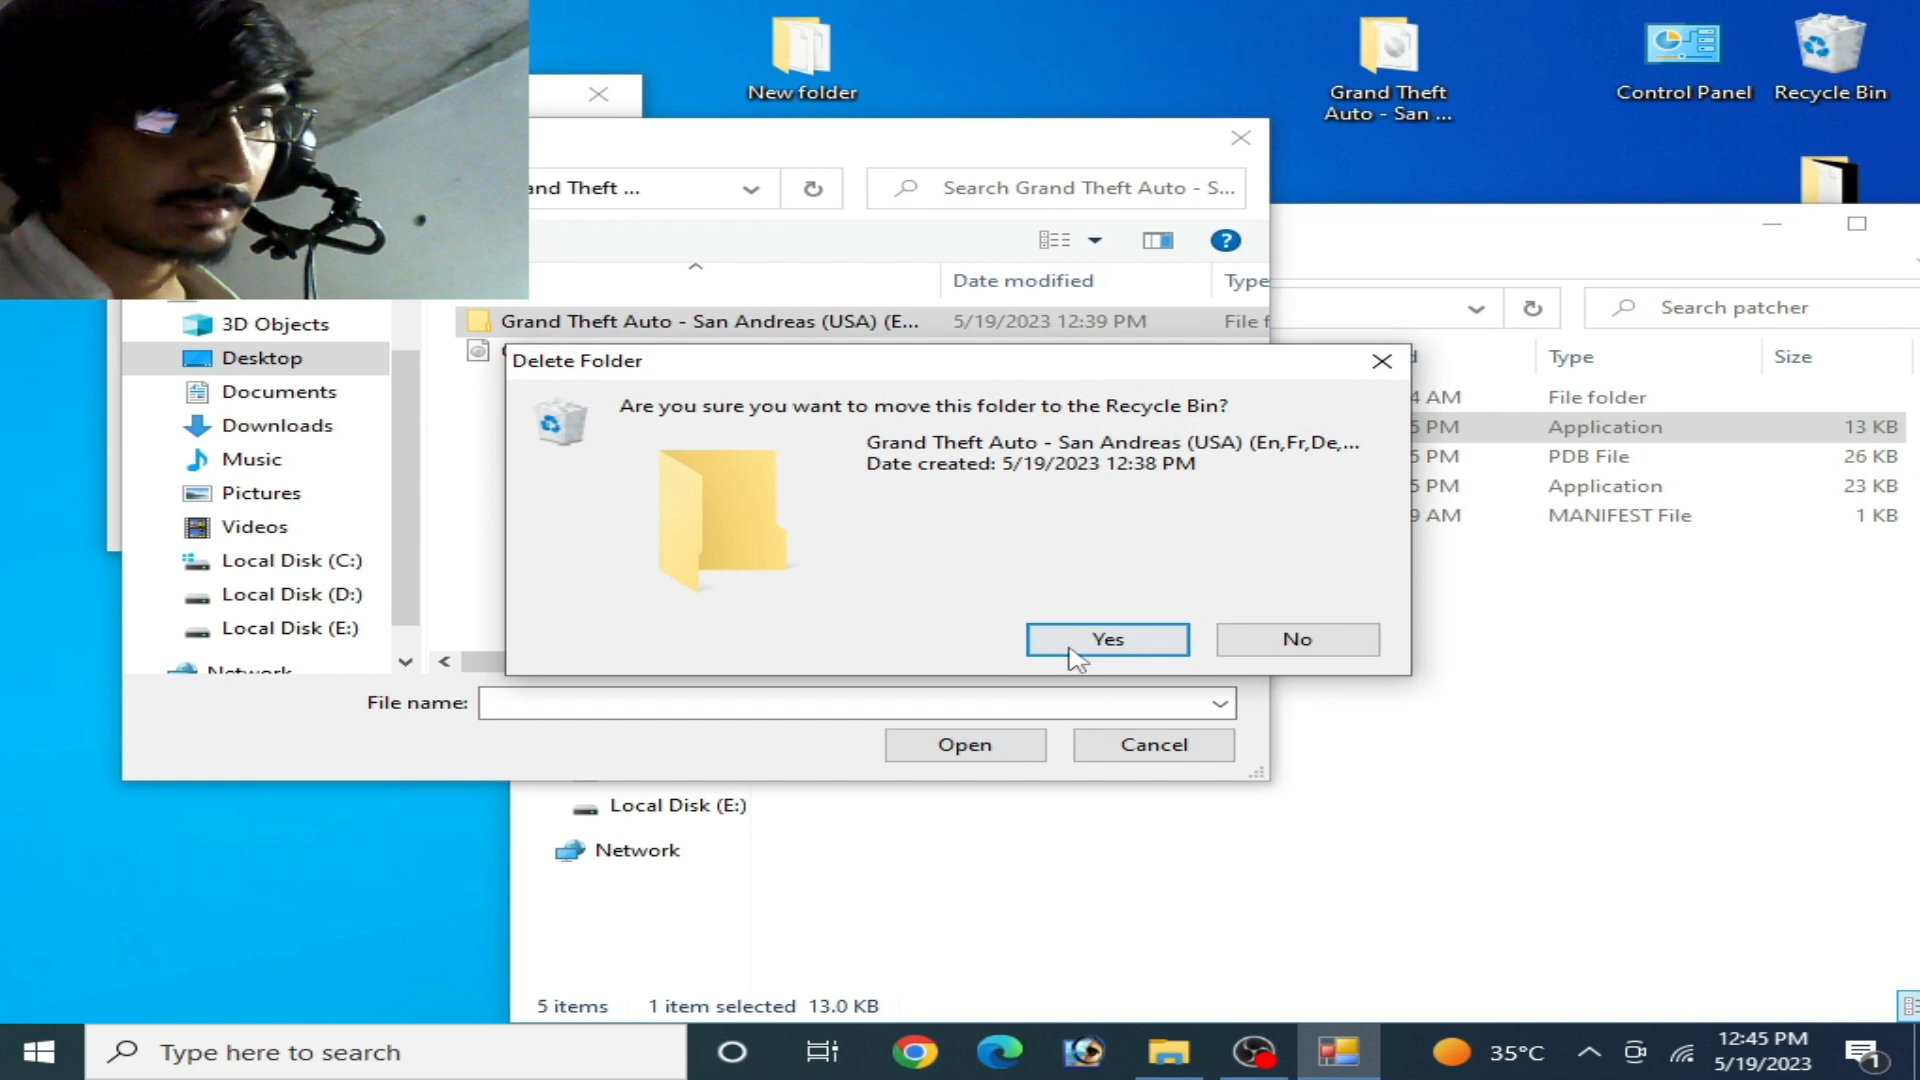 New folder
Grand Theft
Auto - San ...
Control Panel
Recycle Bin
and Theft ...
Search Grand Theft Auto - S...
Date modified
Type
3D Objects
Grand Theft Auto - San Andreas (USA) (E...
5/19/2023 12:39 PM
File f
Search patcher
Desktop
Documents
Downloads
Music
Pictures
Videos
Local Disk (C:)
Local Disk (D:)
Local Disk (E:)
Network
Delete Folder
Are you sure you want to move this folder to the Recycle Bin?
Grand Theft Auto - San Andreas (USA) (En,Fr,De,...
Date created: 5/19/2023 12:38 PM
Yes
No
File name:
Open
Cancel
d
Type
Size
4 AM
File folder
5 PM
Application
13 KB
5 PM
PDB File
26 KB
5 PM
Application
23 KB
9 AM
MANIFEST File
1 KB
Local Disk (E:)
Network
5 items
1 item selected 13.0 KB
Type here to search
35°C
12:45 PM
5/19/2023
1